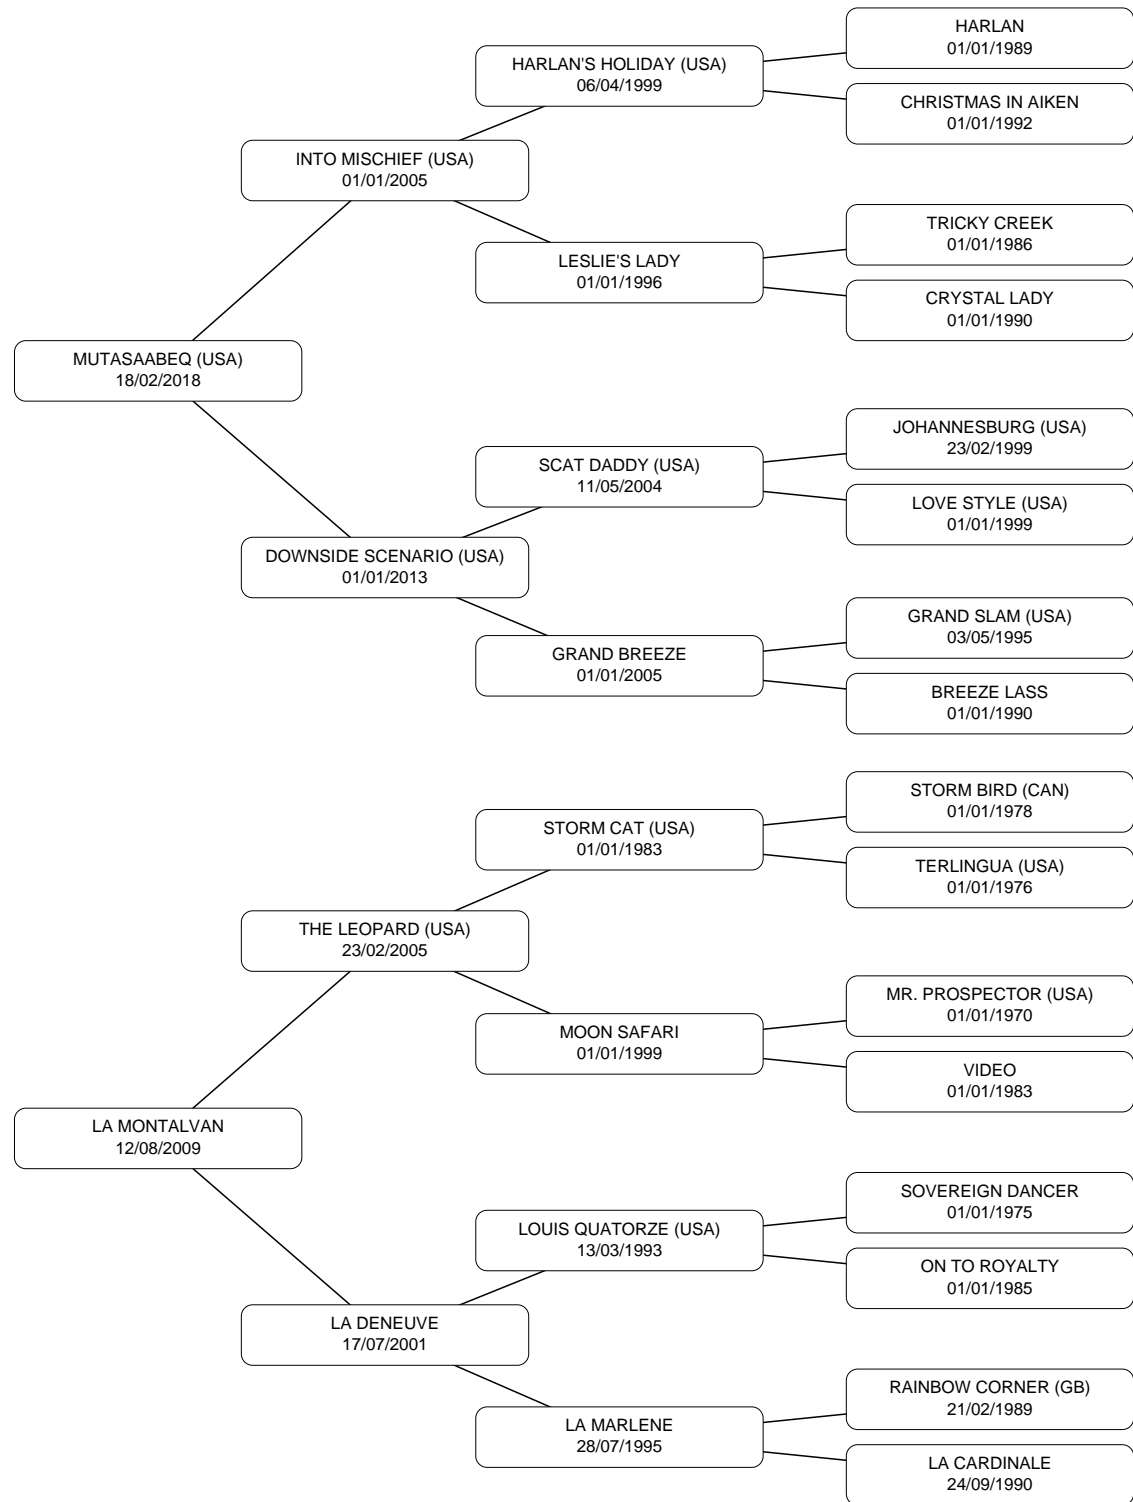 HARLAN
01/01/1989
HARLAN'S HOLIDAY (USA)
06/04/1999
CHRISTMAS IN AIKEN
01/01/1992
INTO MISCHIEF (USA)
01/01/2005
TRICKY CREEK
01/01/1986
LESLIE'S LADY
01/01/1996
CRYSTAL LADY
01/01/1990
MUTASAABEQ (USA)
18/02/2018
JOHANNESBURG (USA)
23/02/1999
SCAT DADDY (USA)
11/05/2004
LOVE STYLE (USA)
01/01/1999
DOWNSIDE SCENARIO (USA)
01/01/2013
GRAND SLAM (USA)
03/05/1995
GRAND BREEZE
01/01/2005
BREEZE LASS
01/01/1990
STORM BIRD (CAN)
01/01/1978
STORM CAT (USA)
01/01/1983
TERLINGUA (USA)
01/01/1976
THE LEOPARD (USA)
23/02/2005
MR. PROSPECTOR (USA)
01/01/1970
MOON SAFARI
01/01/1999
VIDEO
01/01/1983
LA MONTALVAN
12/08/2009
SOVEREIGN DANCER
01/01/1975
LOUIS QUATORZE (USA)
13/03/1993
ON TO ROYALTY
01/01/1985
LA DENEUVE
17/07/2001
RAINBOW CORNER (GB)
21/02/1989
LA MARLENE
28/07/1995
LA CARDINALE
24/09/1990